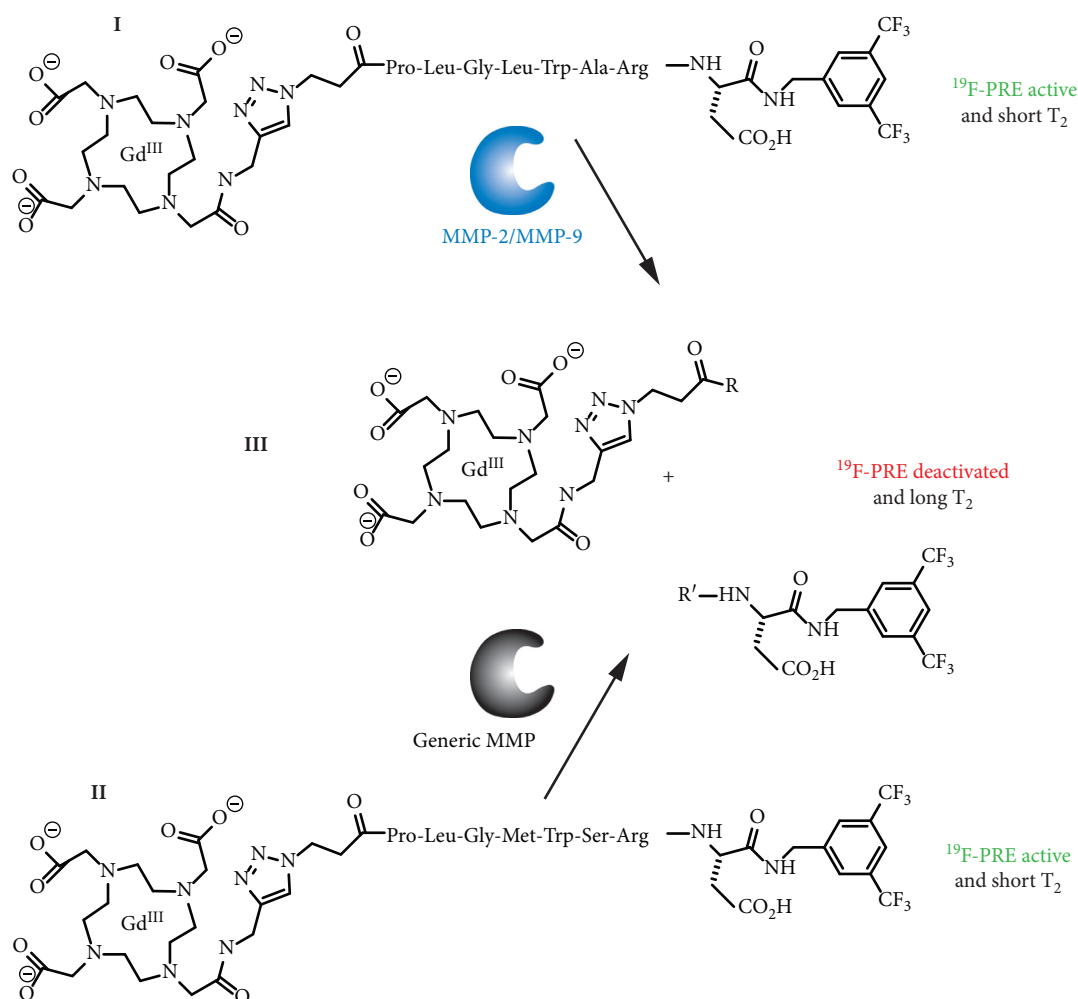 I
Pro-Leu-Gly-Leu-Trp-Ala-Arg
O
O
O
⊖
O
⊖
O
O
⊖
O
N
N
N
N
Gd^III
N
N
N
N
O
NH
O
NH
CO₂H
CF₃
CF₃
¹⁹F-PRE active
and short T₂
MMP-2/MMP-9
III
O
R
O
O
⊖
O
⊖
O
O
⊖
O
N
N
N
N
Gd^III
N
N
N
N
O
+
¹⁹F-PRE deactivated
and long T₂
R′
HN
O
NH
CO₂H
CF₃
CF₃
Generic MMP
II
Pro-Leu-Gly-Met-Trp-Ser-Arg
O
O
O
⊖
O
⊖
O
O
⊖
O
N
N
N
N
Gd^III
N
N
N
N
O
NH
O
NH
CO₂H
CF₃
CF₃
¹⁹F-PRE active
and short T₂